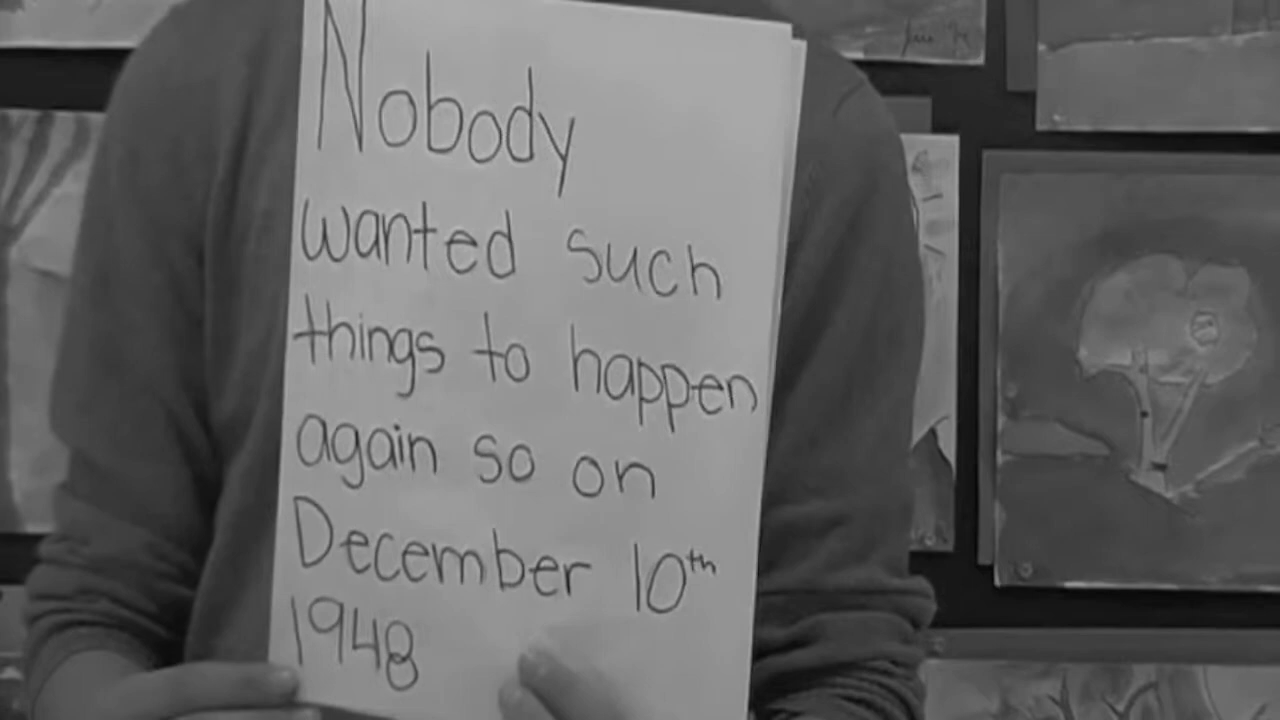 Nobody
wanted such
things to happen
again so on
December 10th
1948